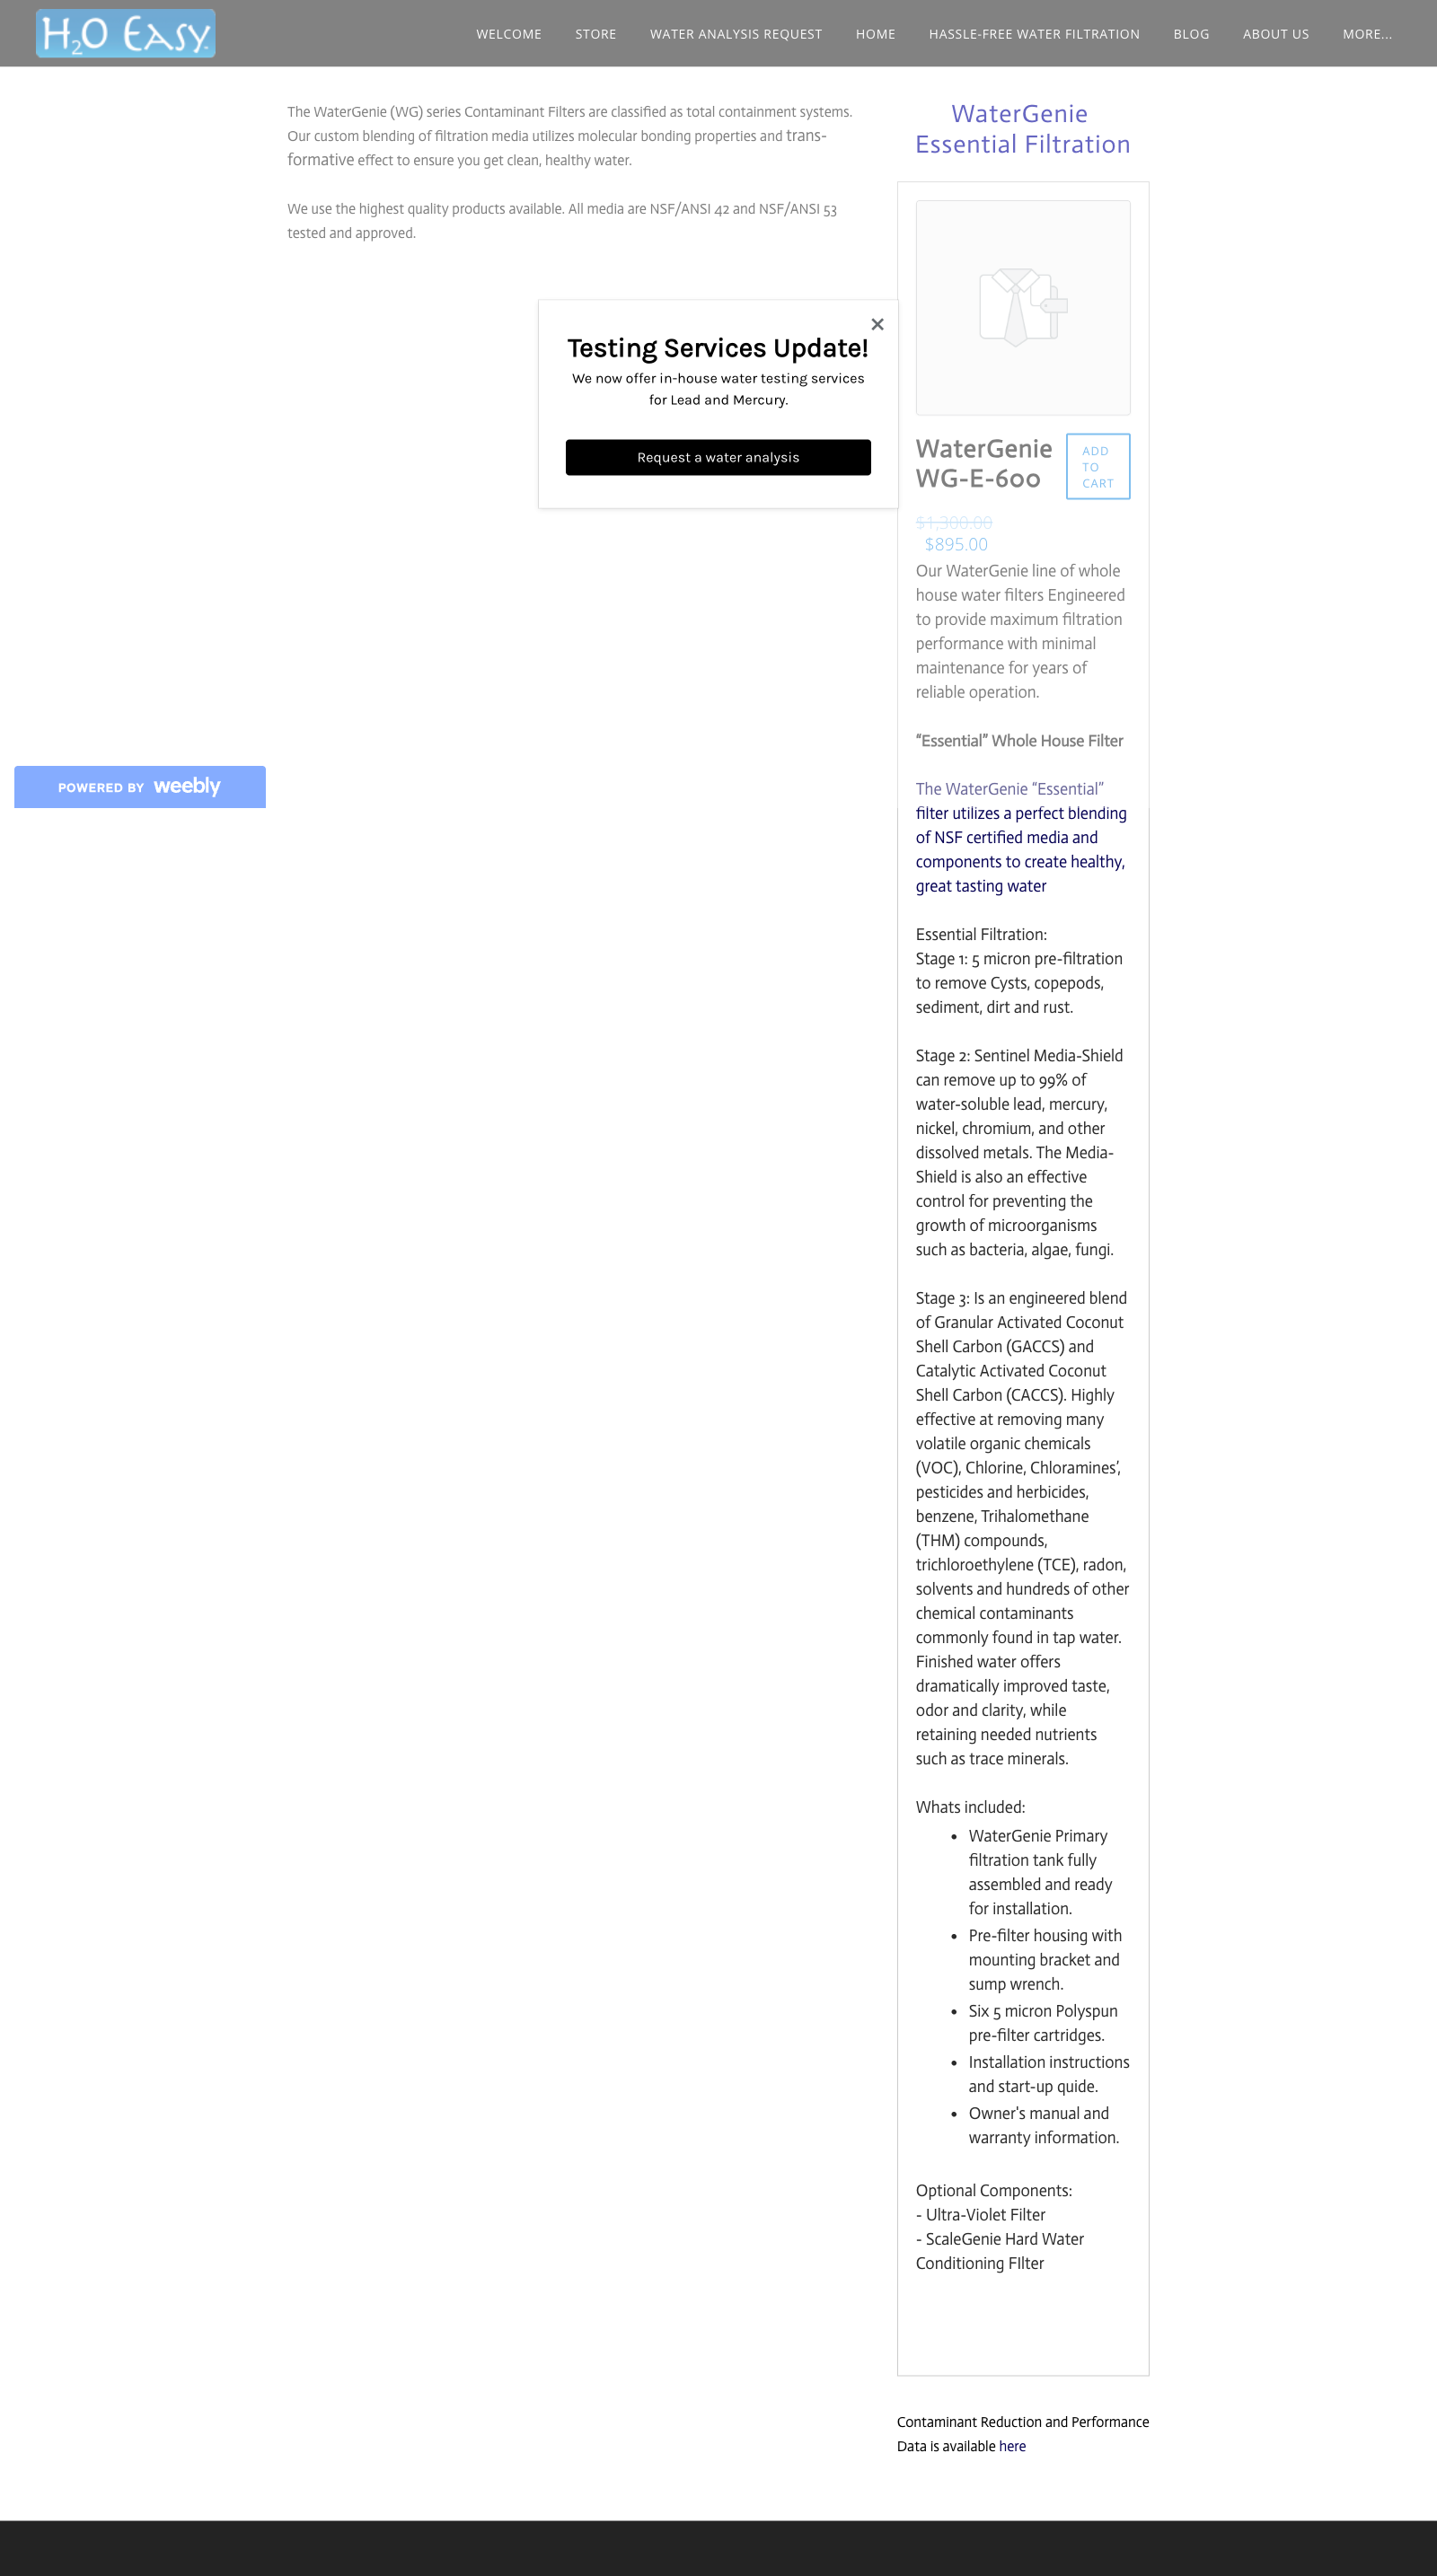 H2O EASY
WELCOME STORE WATER ANALYSIS REQUEST HOME HASSLE-FREE WATER FILTRATION BLOG ABOUT US MORE...
The WaterGenie (WG) series Contaminant Filters are classified as total containment systems.
Our custom blending of filtration media utilizes molecular bonding properties and trans-
formative effect to ensure you get clean, healthy water.
We use the highest quality products available. All media are NSF/ANSI 42 and NSF/ANSI 53
tested and approved.
Testing Services Update!
We now offer in-house water testing services
for Lead and Mercury.
Request a water analysis
POWERED BY weebly
WaterGenie
Essential Filtration
WaterGenie
WG-E-600
ADD
TO
CART
$1,300.00
$895.00
Our WaterGenie line of whole
house water filters Engineered
to provide maximum filtration
performance with minimal
maintenance for years of
reliable operation.
“Essential” Whole House Filter
The WaterGenie “Essential”
filter utilizes a perfect blending
of NSF certified media and
components to create healthy,
great tasting water
Essential Filtration:
Stage 1: 5 micron pre-filtration
to remove Cysts, copepods,
sediment, dirt and rust.
Stage 2: Sentinel Media-Shield
can remove up to 99% of
water-soluble lead, mercury,
nickel, chromium, and other
dissolved metals. The Media-
Shield is also an effective
control for preventing the
growth of microorganisms
such as bacteria, algae, fungi.
Stage 3: Is an engineered blend
of Granular Activated Coconut
Shell Carbon (GACCS) and
Catalytic Activated Coconut
Shell Carbon (CACCS). Highly
effective at removing many
volatile organic chemicals
(VOC), Chlorine, Chloramines’,
pesticides and herbicides,
benzene, Trihalomethane
(THM) compounds,
trichloroethylene (TCE), radon,
solvents and hundreds of other
chemical contaminants
commonly found in tap water.
Finished water offers
dramatically improved taste,
odor and clarity, while
retaining needed nutrients
such as trace minerals.
Whats included:
• WaterGenie Primary
filtration tank fully
assembled and ready
for installation.
• Pre-filter housing with
mounting bracket and
sump wrench.
• Six 5 micron Polyspun
pre-filter cartridges.
• Installation instructions
and start-up quide.
• Owner's manual and
warranty information.
Optional Components:
- Ultra-Violet Filter
- ScaleGenie Hard Water
Conditioning FIlter
Contaminant Reduction and Performance
Data is available here